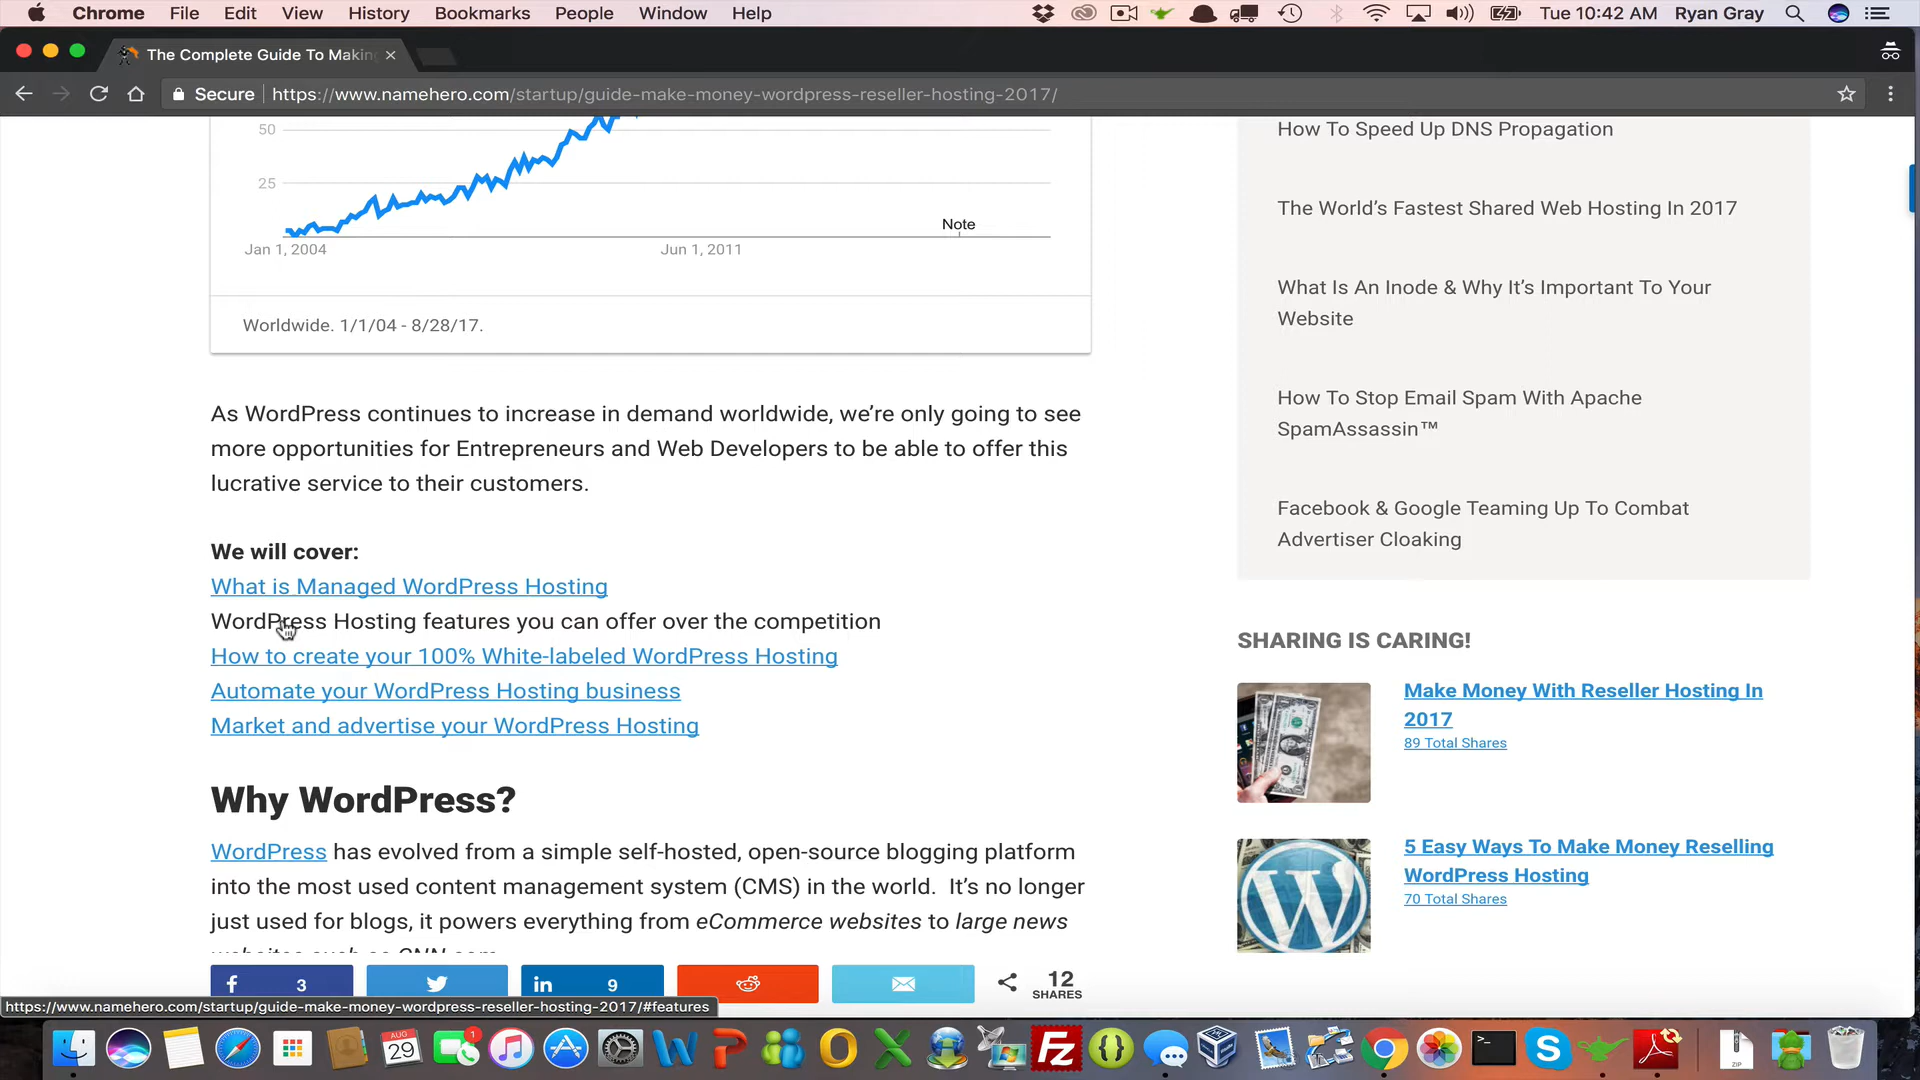 Chrome File Edit View History Bookmarks People Window Help Tue 10:42 AM Ryan Gray
The Complete Guide To Making
Secure https://www.namehero.com/startup/guide-make-money-wordpress-reseller-hosting-2017/
50
25
Note
Jan 1, 2004 Jun 1, 2011
Worldwide. 1/1/04 - 8/28/17.
As WordPress continues to increase in demand worldwide, we’re only going to see
more opportunities for Entrepreneurs and Web Developers to be able to offer this
lucrative service to their customers.
We will cover:
What is Managed WordPress Hosting
WordPress Hosting features you can offer over the competition
How to create your 100% White-labeled WordPress Hosting
Automate your WordPress Hosting business
Market and advertise your WordPress Hosting
Why WordPress?
WordPress has evolved from a simple self-hosted, open-source blogging platform
into the most used content management system (CMS) in the world. It’s no longer
just used for blogs, it powers everything from eCommerce websites to large news
websites such as CNN.com
3
in 9
12
SHARES
How To Speed Up DNS Propagation
The World’s Fastest Shared Web Hosting In 2017
What Is An Inode & Why It’s Important To Your
Website
How To Stop Email Spam With Apache
SpamAssassin™
Facebook & Google Teaming Up To Combat
Advertiser Cloaking
SHARING IS CARING!
Make Money With Reseller Hosting In
2017
89 Total Shares
5 Easy Ways To Make Money Reselling
WordPress Hosting
70 Total Shares
https://www.namehero.com/startup/guide-make-money-wordpress-reseller-hosting-2017/#features
AUG
29
1
ZIP